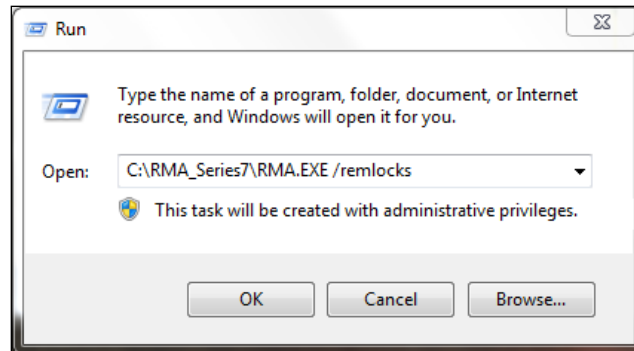 Run
Type the name of a program, folder, document, or Internet
resource, and Windows will open it for you.
Open: C:\RMA_Series7\RMA.EXE /remlocks
This task will be created with administrative privileges.
OK Cancel Browse...